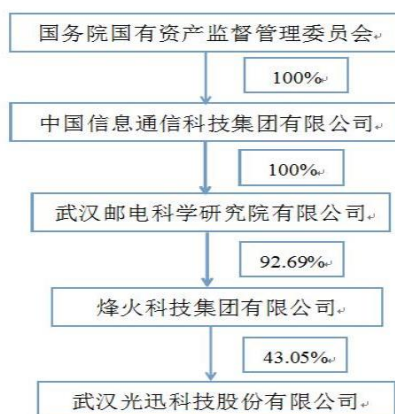 国务院国有资产监督管理委员会
100%
中国信息通信科技集团有限公司
100%
武汉邮电科学研究院有限公司
92.69%
烽火科技集团有限公司
43.05%
武汉光迅科技股份有限公司